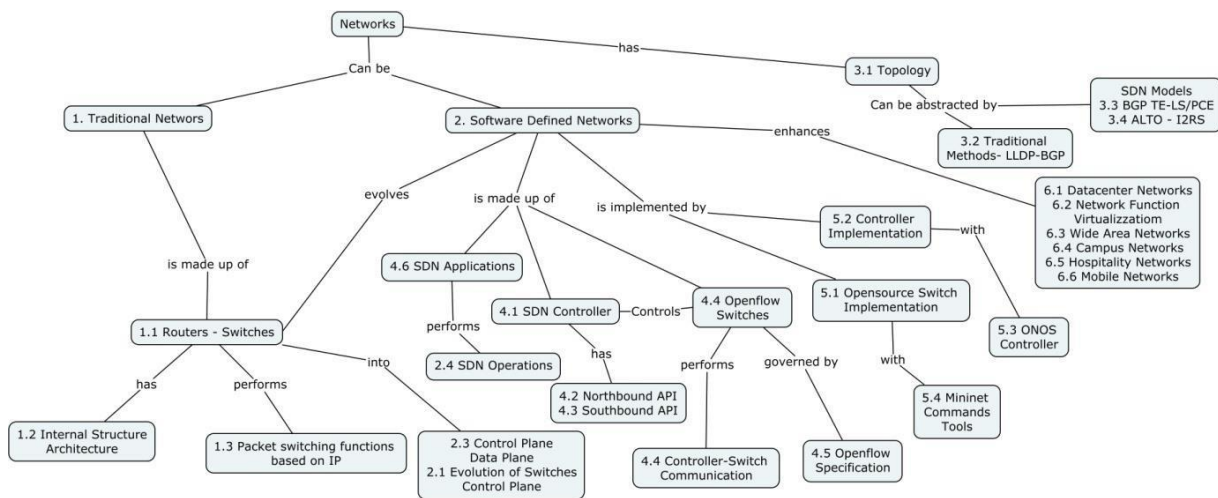 Networks
has
Can be
3.1 Topology
Can be abstracted by
SDN Models
3.3 BGP TE-LS/PCE
3.4 ALTO - I2RS
3.2 Traditional
Methods- LLDP-BGP
1. Traditional Networs
2. Software Defined Networks
enhances
6.1 Datacenter Networks
6.2 Network Function
Virtualizzatiom
6.3 Wide Area Networks
6.4 Campus Networks
6.5 Hospitality Networks
6.6 Mobile Networks
evolves
is made up of
is implemented by
5.2 Controller
Implementation
with
5.3 ONOS
Controller
is made up of
4.6 SDN Applications
performs
2.4 SDN Operations
4.1 SDN Controller
Controls
4.4 Openflow
Switches
5.1 Opensource Switch
Implementation
with
5.4 Mininet
Commands
Tools
1.1 Routers - Switches
has
performs
into
has
performs
governed by
4.2 Northbound API
4.3 Southbound API
1.2 Internal Structure
Architecture
1.3 Packet switching functions
based on IP
2.3 Control Plane
Data Plane
2.1 Evolution of Switches
Control Plane
4.4 Controller-Switch
Communication
4.5 Openflow
Specification